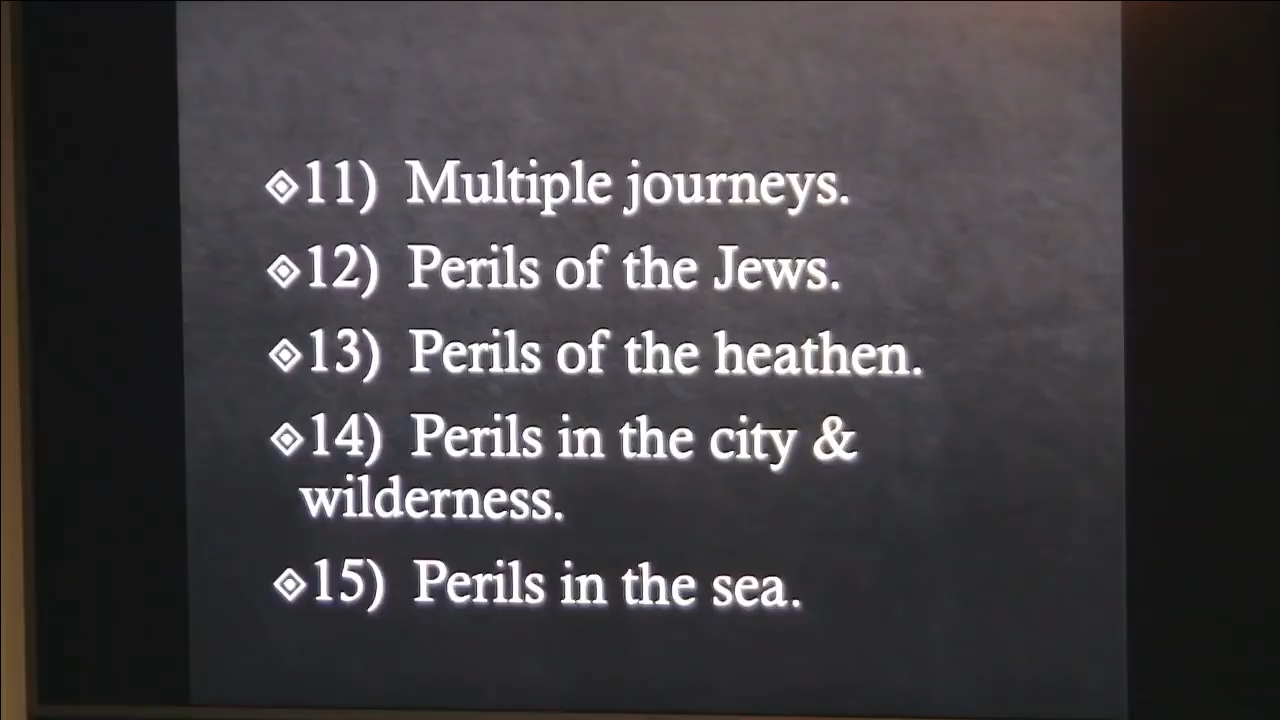 11) Multiple journeys.
12) Perils of the Jews.
13) Perils of the heathen.
14) Perils in the city &
wilderness.
15) Perils in the sea.